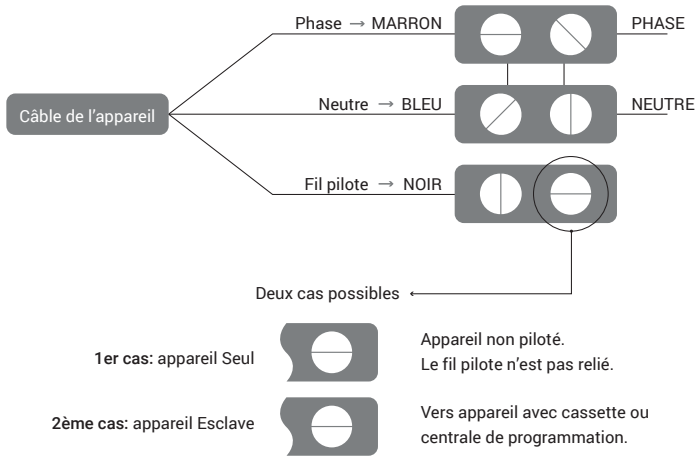 Phase → MARRON
PHASE
Câble de l'appareil
Neutre → BLEU
NEUTRE
Fil pilote → NOIR
Deux cas possibles
1er cas: appareil Seul
Appareil non piloté.
Le fil pilote n'est pas relié.
2ème cas: appareil Esclave
Vers appareil avec cassette ou
centrale de programmation.